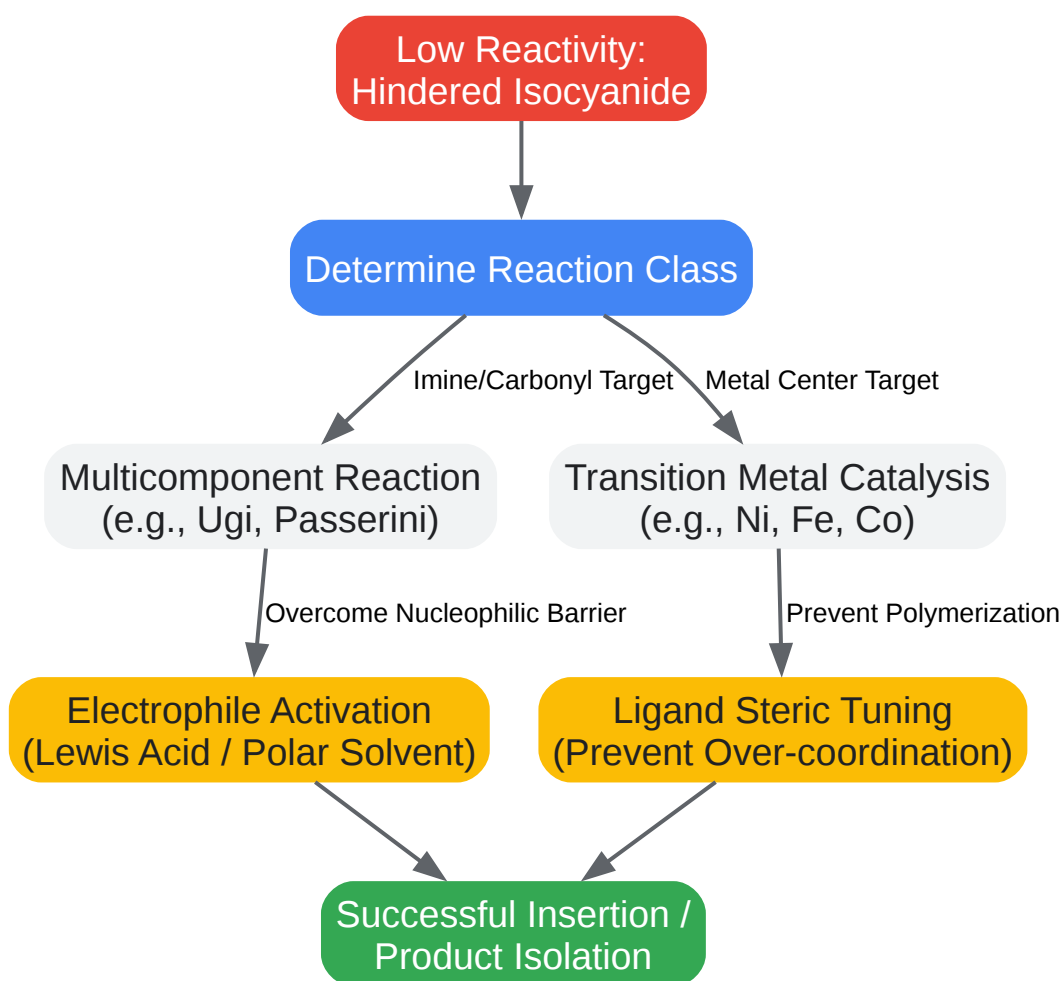 Low Reactivity:
Hindered Isocyanide
Determine Reaction Class
Imine/Carbonyl Target
Metal Center Target
Multicomponent Reaction
(e.g., Ugi, Passerini)
Transition Metal Catalysis
(e.g., Ni, Fe, Co)
Overcome Nucleophilic Barrier
Prevent Polymerization
Electrophile Activation
(Lewis Acid / Polar Solvent)
Ligand Steric Tuning
(Prevent Over-coordination)
Successful Insertion /
Product Isolation